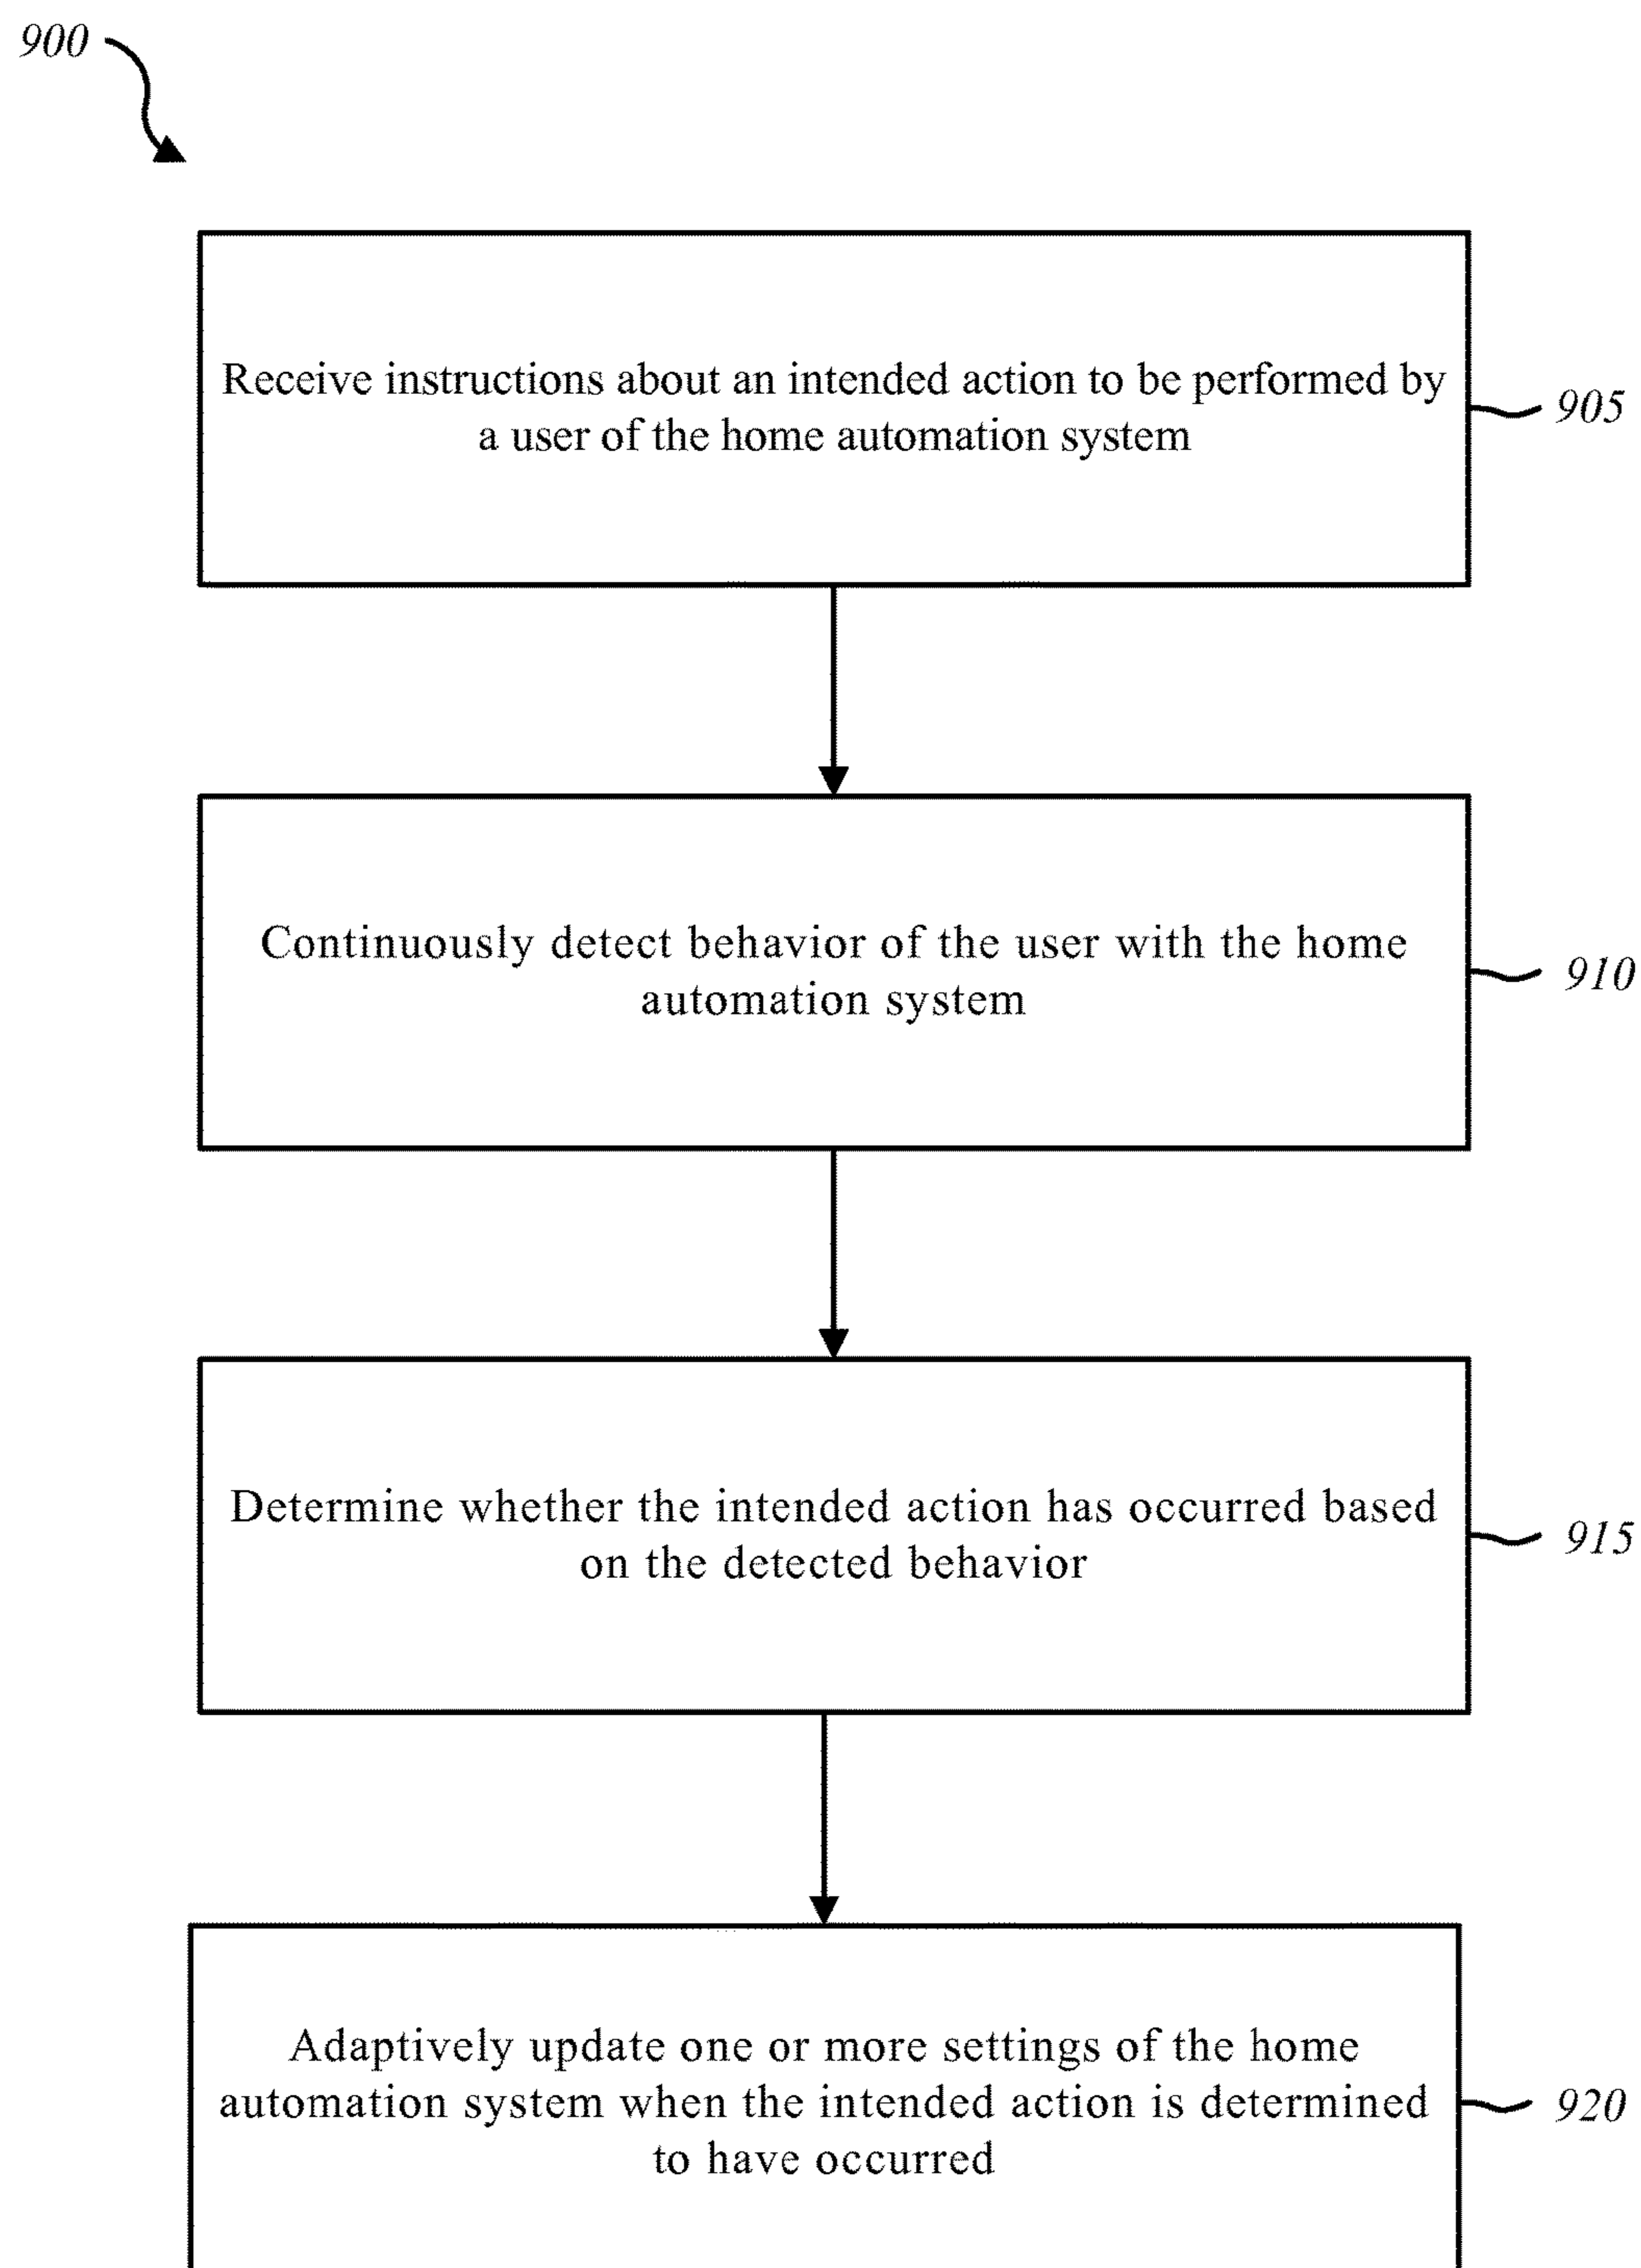 900
Receive instructions about an intended action to be performed by
a user of the home automation system
905
Continuously detect behavior of the user with the home
automation system
910
Determine whether the intended action has occurred based
on the detected behavior
915
Adaptively update one or more settings of the home
automation system when the intended action is determined
to have occurred
920